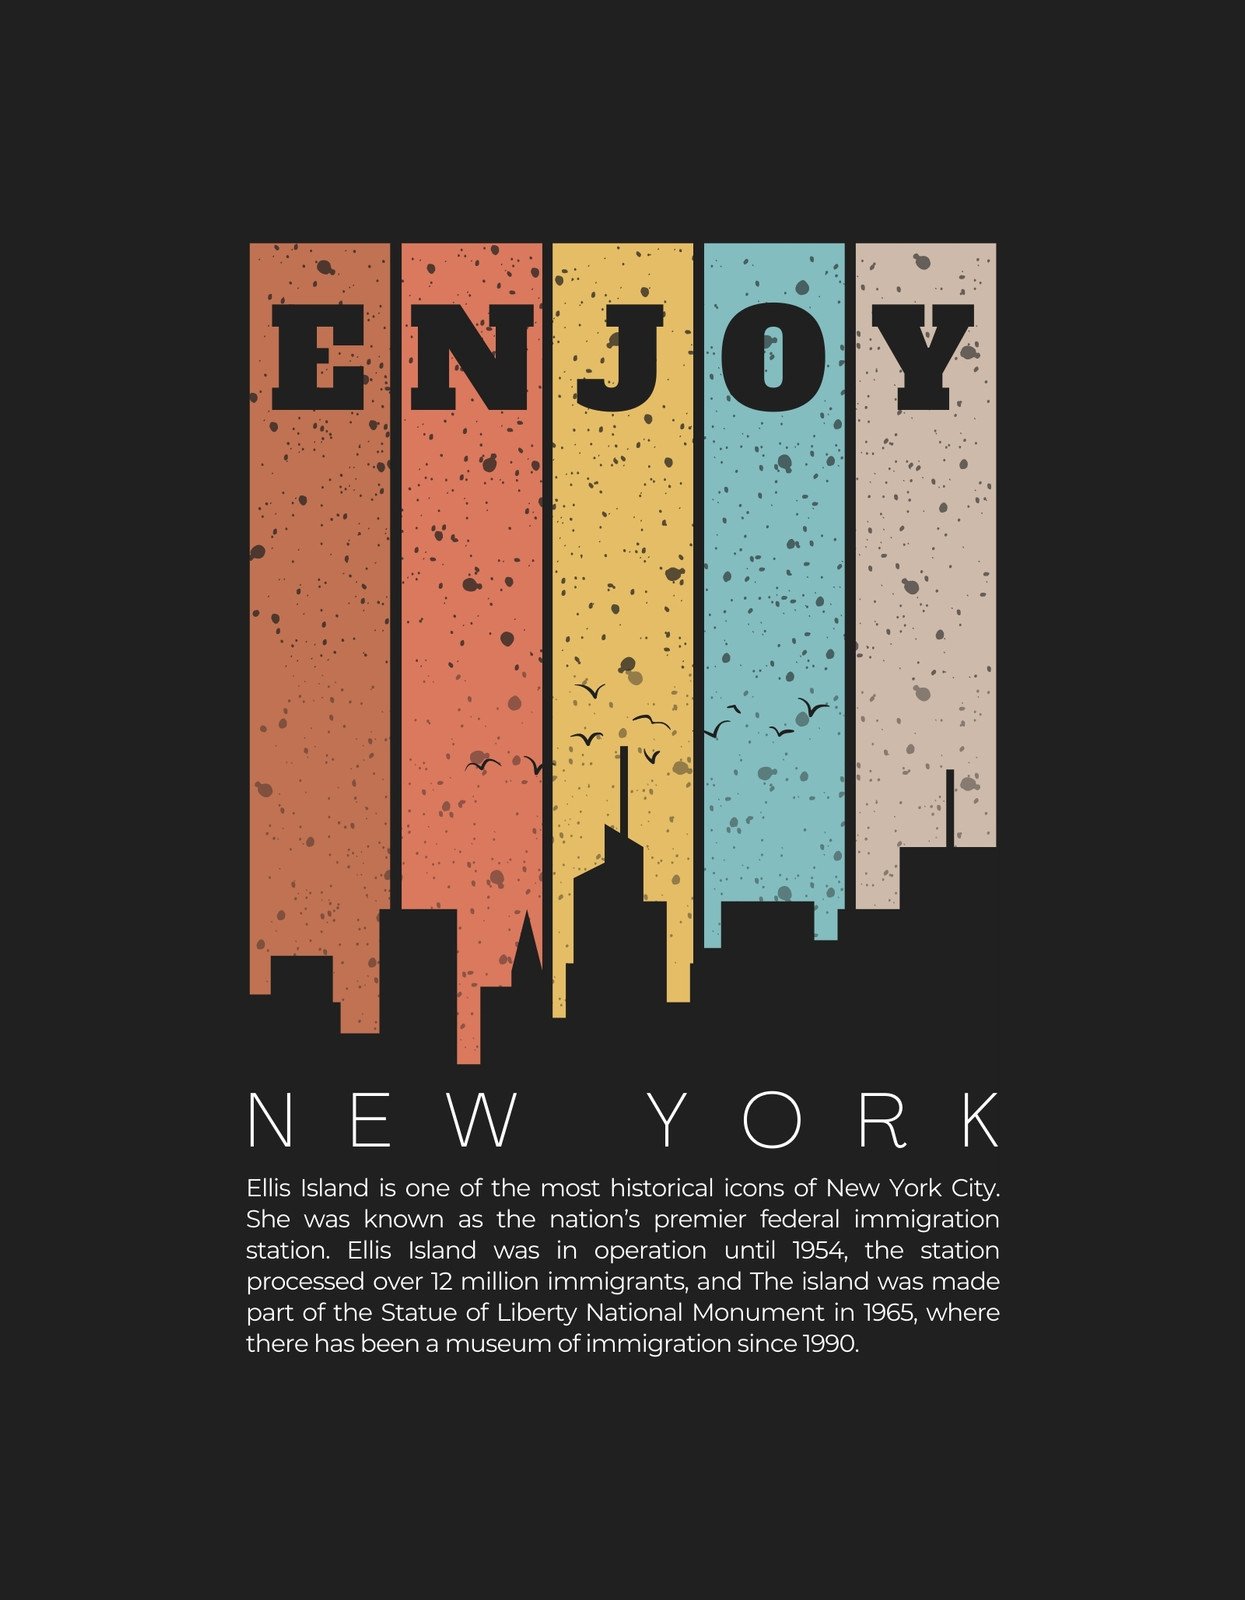 ENJOY
NEW YORK
Ellis Island is one of the most historical icons of New York City.
She was known as the nation’s premier federal immigration
station. Ellis Island was in operation until 1954, the station
processed over 12 million immigrants, and The island was made
part of the Statue of Liberty National Monument in 1965, where
there has been a museum of immigration since 1990.